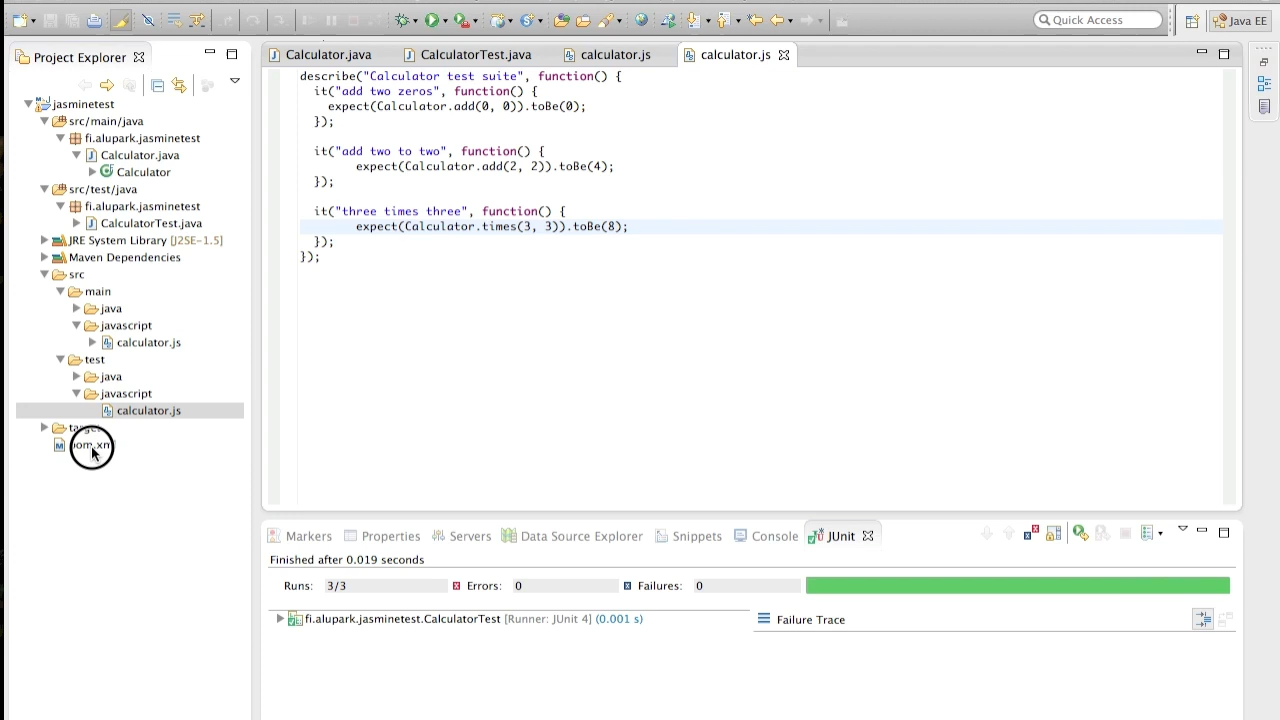 Quick Access
Java EE
Project Explorer
Calculator.java
CalculatorTest.java
calculator.js
calculator.js
jasminetest
src/main/java
fi.alupark.jasminetest
Calculator.java
Calculator
src/test/java
fi.alupark.jasminetest
CalculatorTest.java
JRE System Library [J2SE-1.5]
Maven Dependencies
src
main
java
javascript
calculator.js
test
java
javascript
calculator.js
describe("Calculator test suite", function() {
it("add two zeros", function() {
expect(Calculator.add(0, 0)).toBe(0);
});
it("add two to two", function() {
expect(Calculator.add(2, 2)).toBe(4);
});
it("three times three", function() {
expect(Calculator.times(3, 3)).toBe(8);
});
});
Markers
Properties
Servers
Data Source Explorer
Snippets
Console
JUnit
Finished after 0.019 seconds
Runs: 3/3
Errors: 0
Failures: 0
fi.alupark.jasminetest.CalculatorTest [Runner: JUnit 4] (0.001 s)
Failure Trace